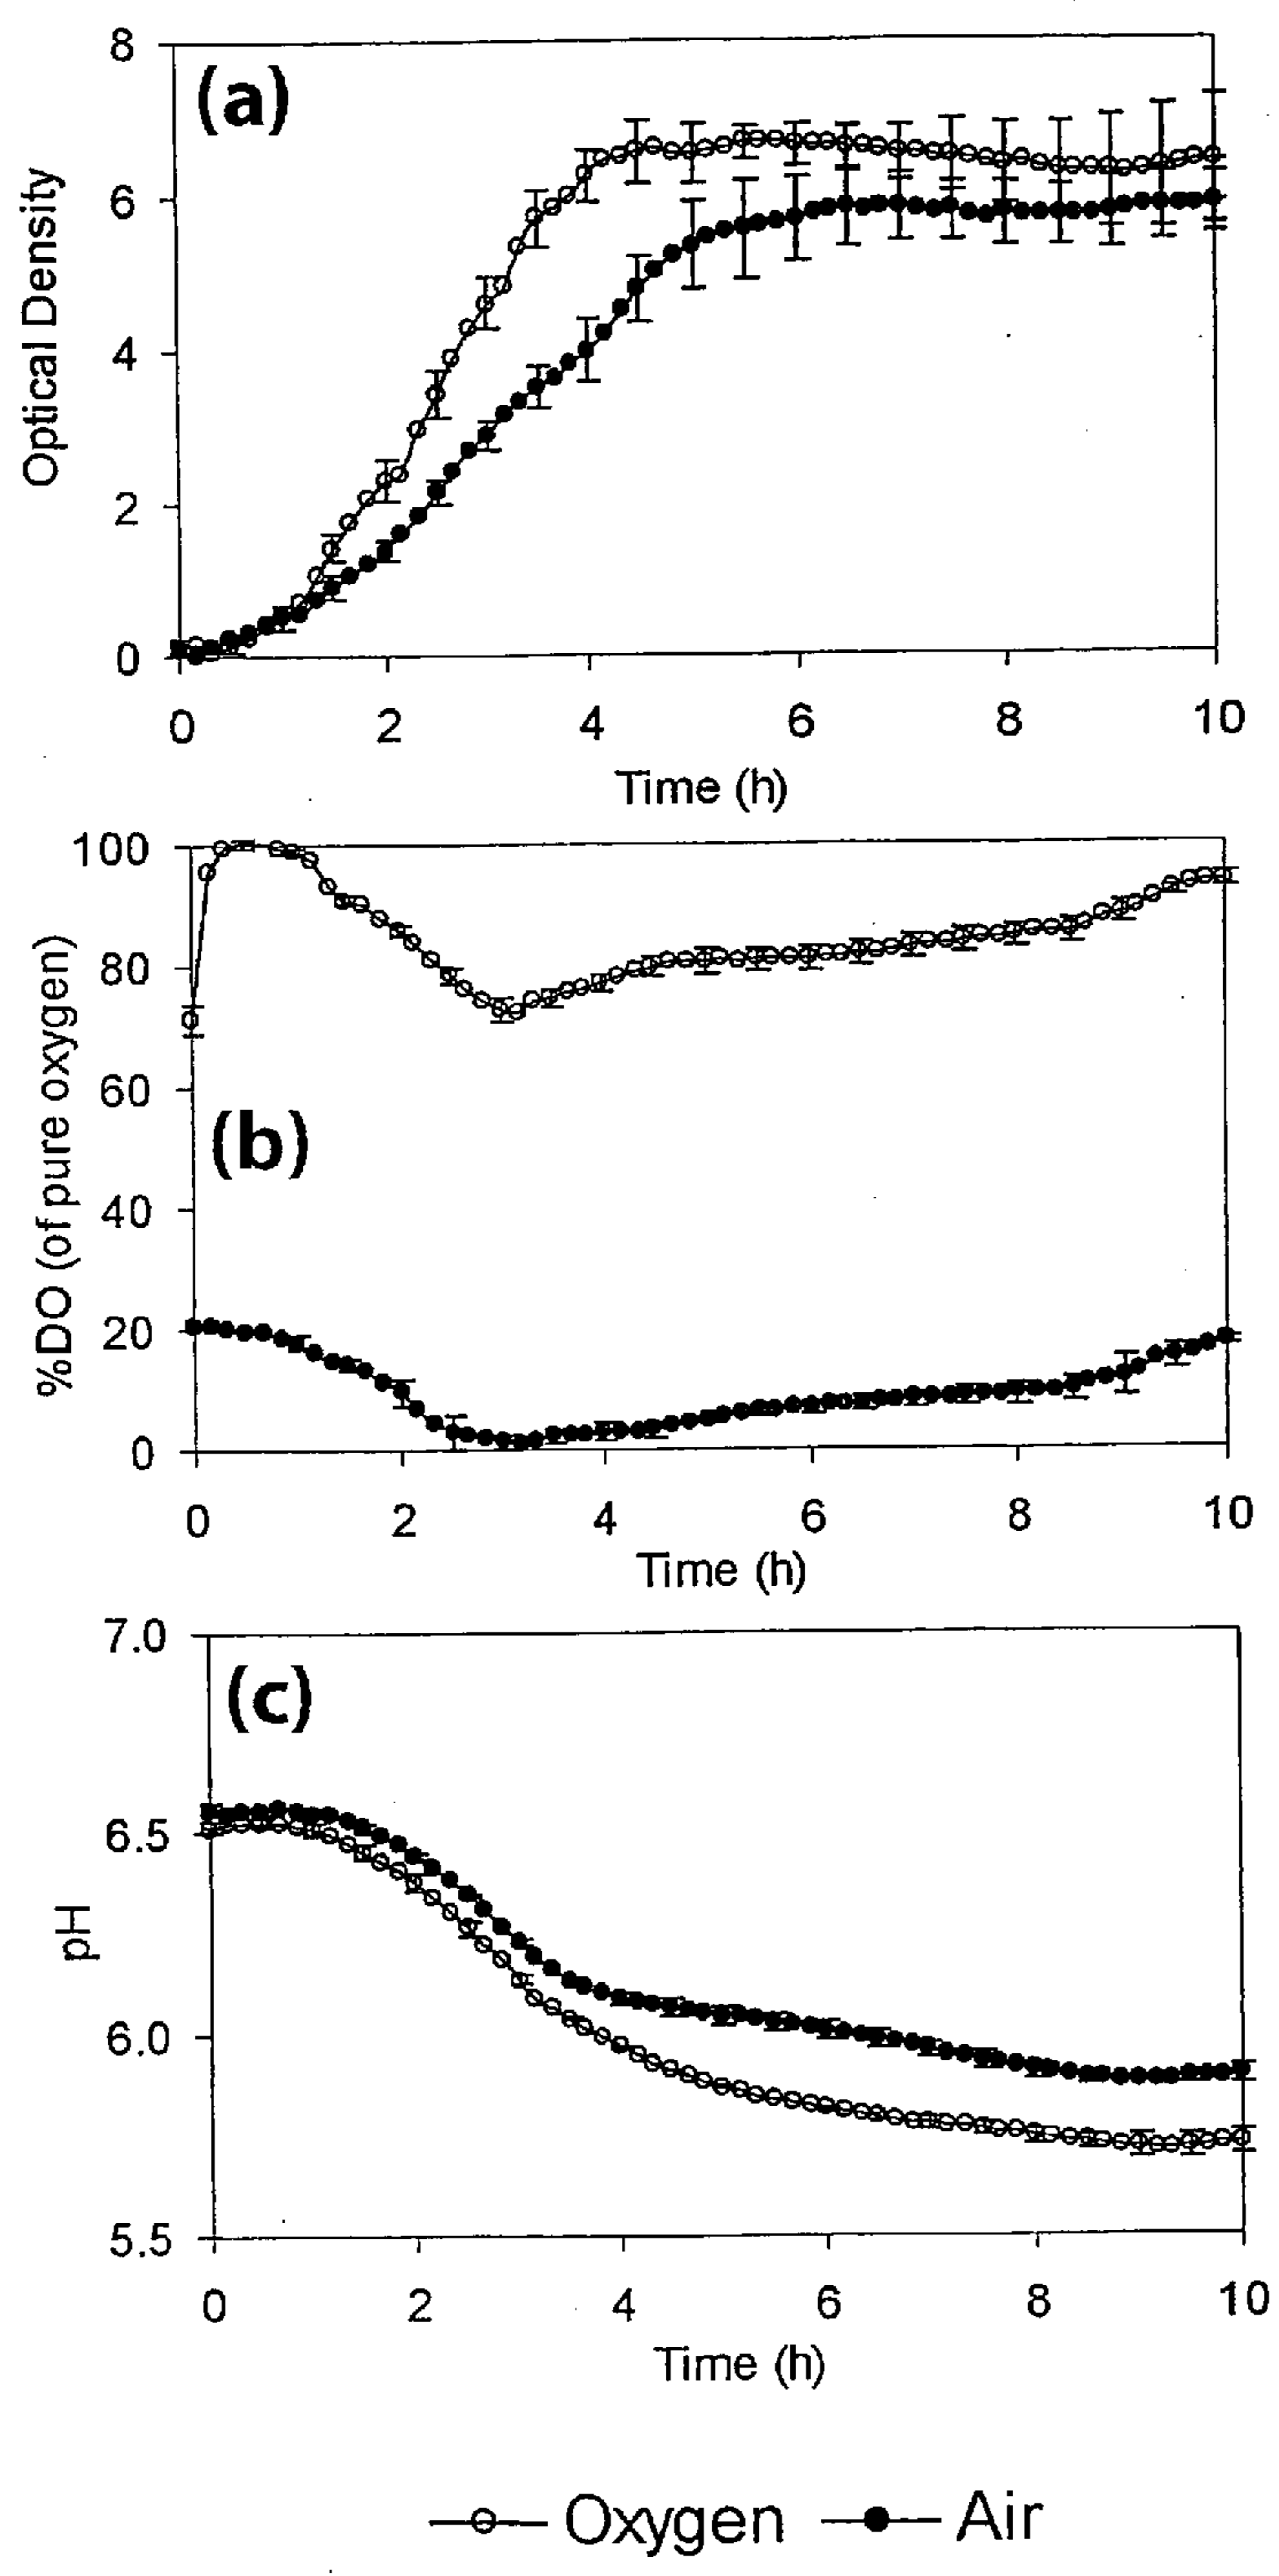 (a)
Optical Density
8
6
4
2
0
0 2 4 6 8 10
Time (h)
(b)
%DO (of pure oxygen)
100
80
60
40
20
0
0 2 4 6 8 10
Time (h)
(c)
pH
7.0
6.5
6.0
5.5
0 2 4 6 8 10
Time (h)
Oxygen Air